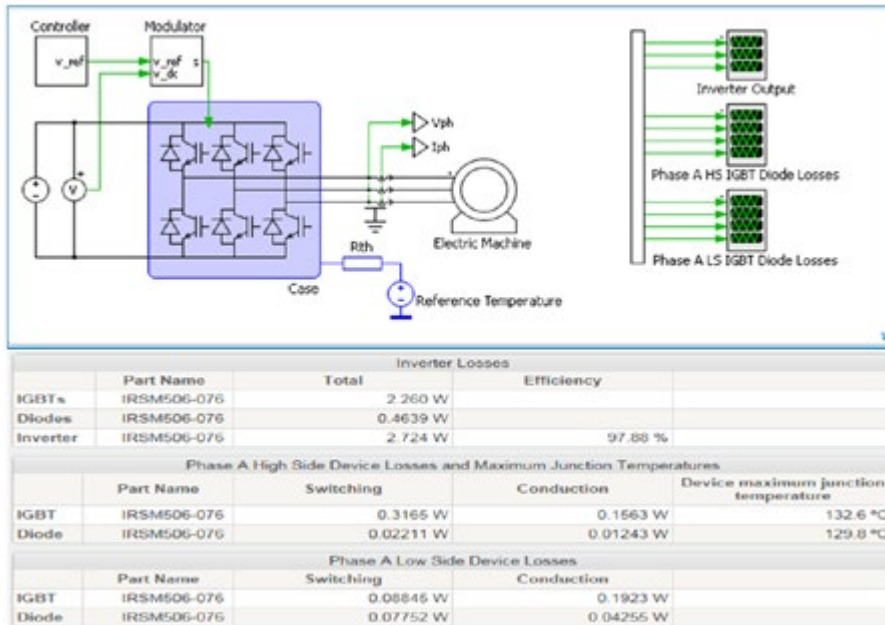 Controller
Modulator
v_ref
v_ref s
v_dc
V
Vph
Iph
Electric Machine
Rth
Case
Reference Temperature
Inverter Output
Phase A HS IGBT Diode Losses
Phase A LS IGBT Diode Losses
Inverter Losses
Part Name Total Efficiency
IGBTs IRSM506-076 2.260 W
Diodes IRSM506-076 0.4639 W
Inverter IRSM506-076 2.724 W 97.88 %
Phase A High Side Device Losses and Maximum Junction Temperatures
Part Name Switching Conduction Device maximum junction
temperature
IGBT IRSM506-076 0.3165 W 0.1563 W 132.6 °C
Diode IRSM506-076 0.02211 W 0.01243 W 129.8 °C
Phase A Low Side Device Losses
Part Name Switching Conduction
IGBT IRSM506-076 0.08845 W 0.1923 W
Diode IRSM506-076 0.07752 W 0.04255 W